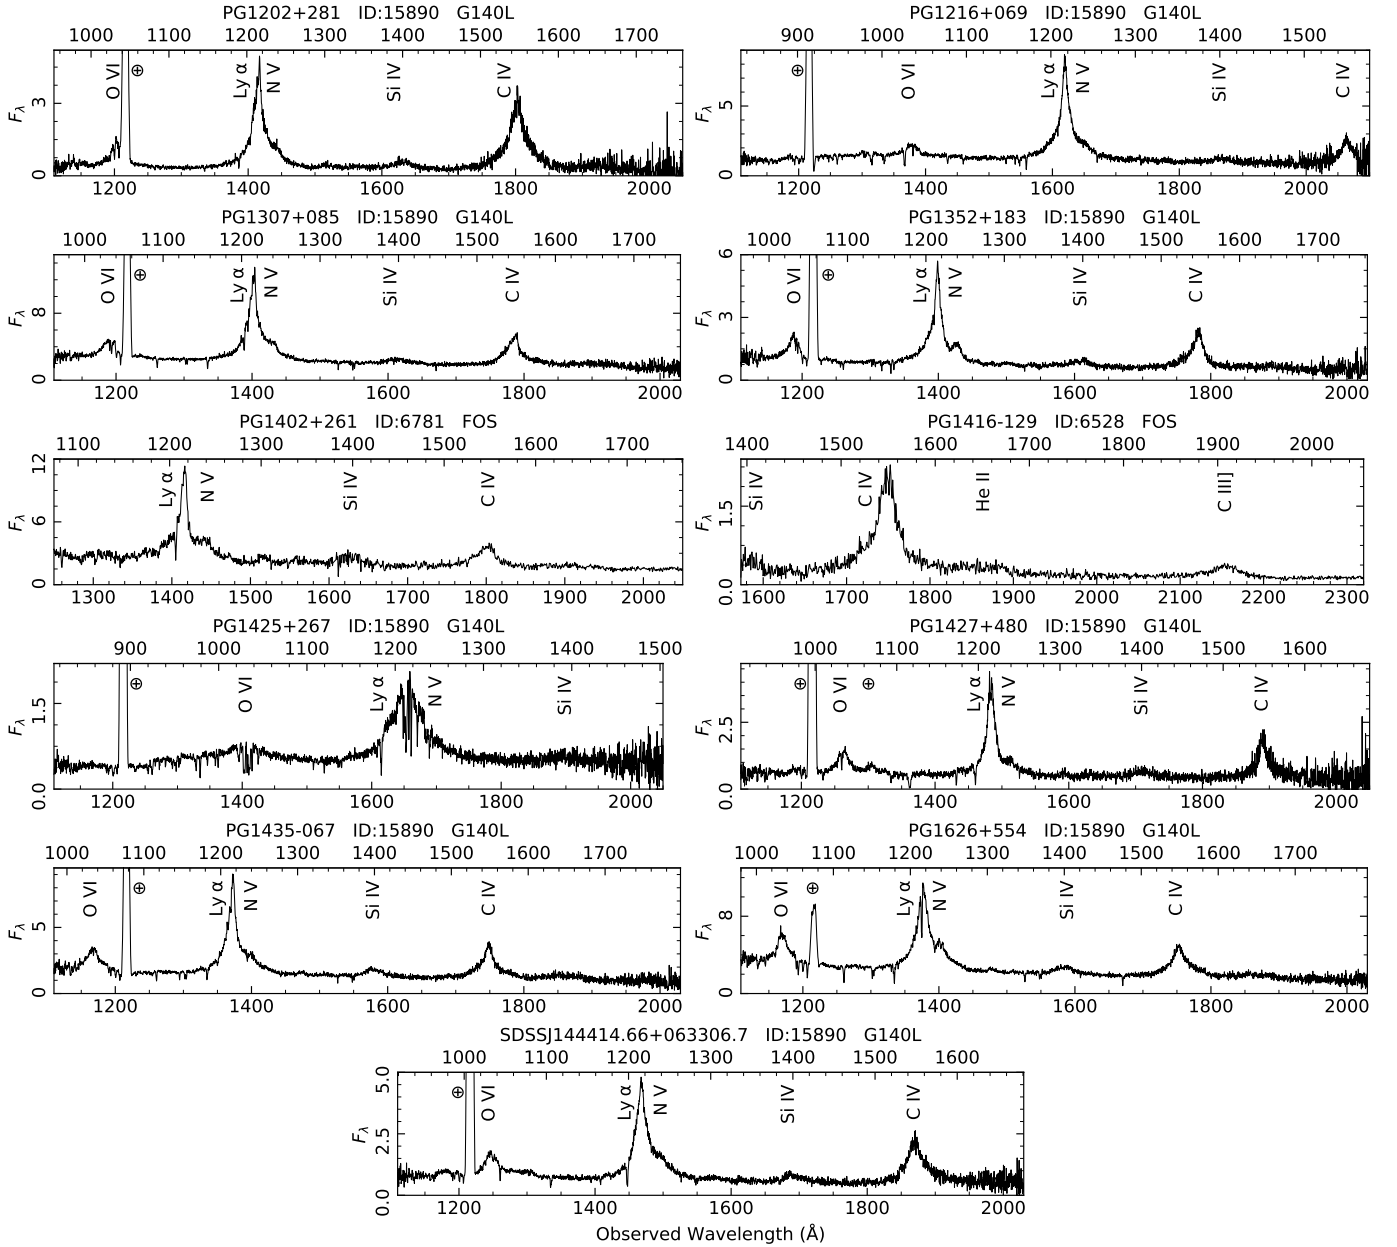 PG1202+281 ID:15890 G140L
1000 1100 1200 1300 1400 1500 1600 1700
O VI ⊕ Ly α N V Si IV C IV
Fλ
3
0
1200 1400 1600 1800 2000
PG1216+069 ID:15890 G140L
900 1000 1100 1200 1300 1400 1500
⊕ O VI Ly α N V Si IV C IV
Fλ
5
0
1200 1400 1600 1800 2000
PG1307+085 ID:15890 G140L
1000 1100 1200 1300 1400 1500 1600 1700
O VI ⊕ Ly α N V Si IV C IV
Fλ
8
0
1200 1400 1600 1800 2000
PG1352+183 ID:15890 G140L
1000 1100 1200 1300 1400 1500 1600 1700
O VI ⊕ Ly α N V Si IV C IV
Fλ
6
3
0
1200 1400 1600 1800 2000
PG1402+261 ID:6781 FOS
1100 1200 1300 1400 1500 1600 1700
Ly α N V Si IV C IV
Fλ
12
6
0
1300 1400 1500 1600 1700 1800 1900 2000
PG1416-129 ID:6528 FOS
1400 1500 1600 1700 1800 1900 2000
Si IV C IV He II C III]
Fλ
1.5
0.0
1600 1700 1800 1900 2000 2100 2200 2300
PG1425+267 ID:15890 G140L
900 1000 1100 1200 1300 1400 1500
⊕ O VI Ly α N V Si IV
Fλ
1.5
0.0
1200 1400 1600 1800 2000
PG1427+480 ID:15890 G140L
1000 1100 1200 1300 1400 1500 1600
⊕ O VI ⊕ Ly α N V Si IV C IV
Fλ
2.5
0.0
1200 1400 1600 1800 2000
PG1435-067 ID:15890 G140L
1000 1100 1200 1300 1400 1500 1600 1700
O VI ⊕ Ly α N V Si IV C IV
Fλ
5
0
1200 1400 1600 1800 2000
PG1626+554 ID:15890 G140L
1000 1100 1200 1300 1400 1500 1600 1700
O VI ⊕ Ly α N V Si IV C IV
Fλ
8
0
1200 1400 1600 1800 2000
SDSSJ144414.66+063306.7 ID:15890 G140L
1000 1100 1200 1300 1400 1500 1600
⊕ O VI Ly α N V Si IV C IV
Fλ
5.0
2.5
0.0
1200 1400 1600 1800 2000
Observed Wavelength (Å)